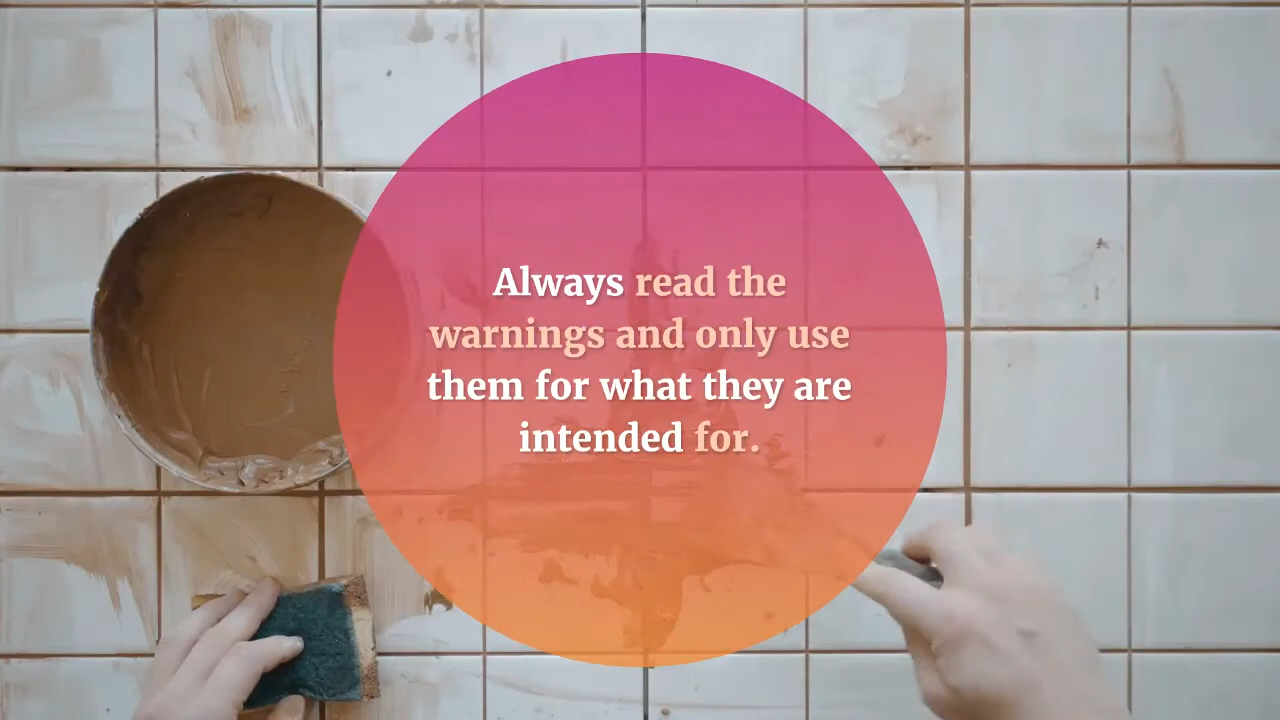 Always read the
warnings and only use
them for what they are
intended for.